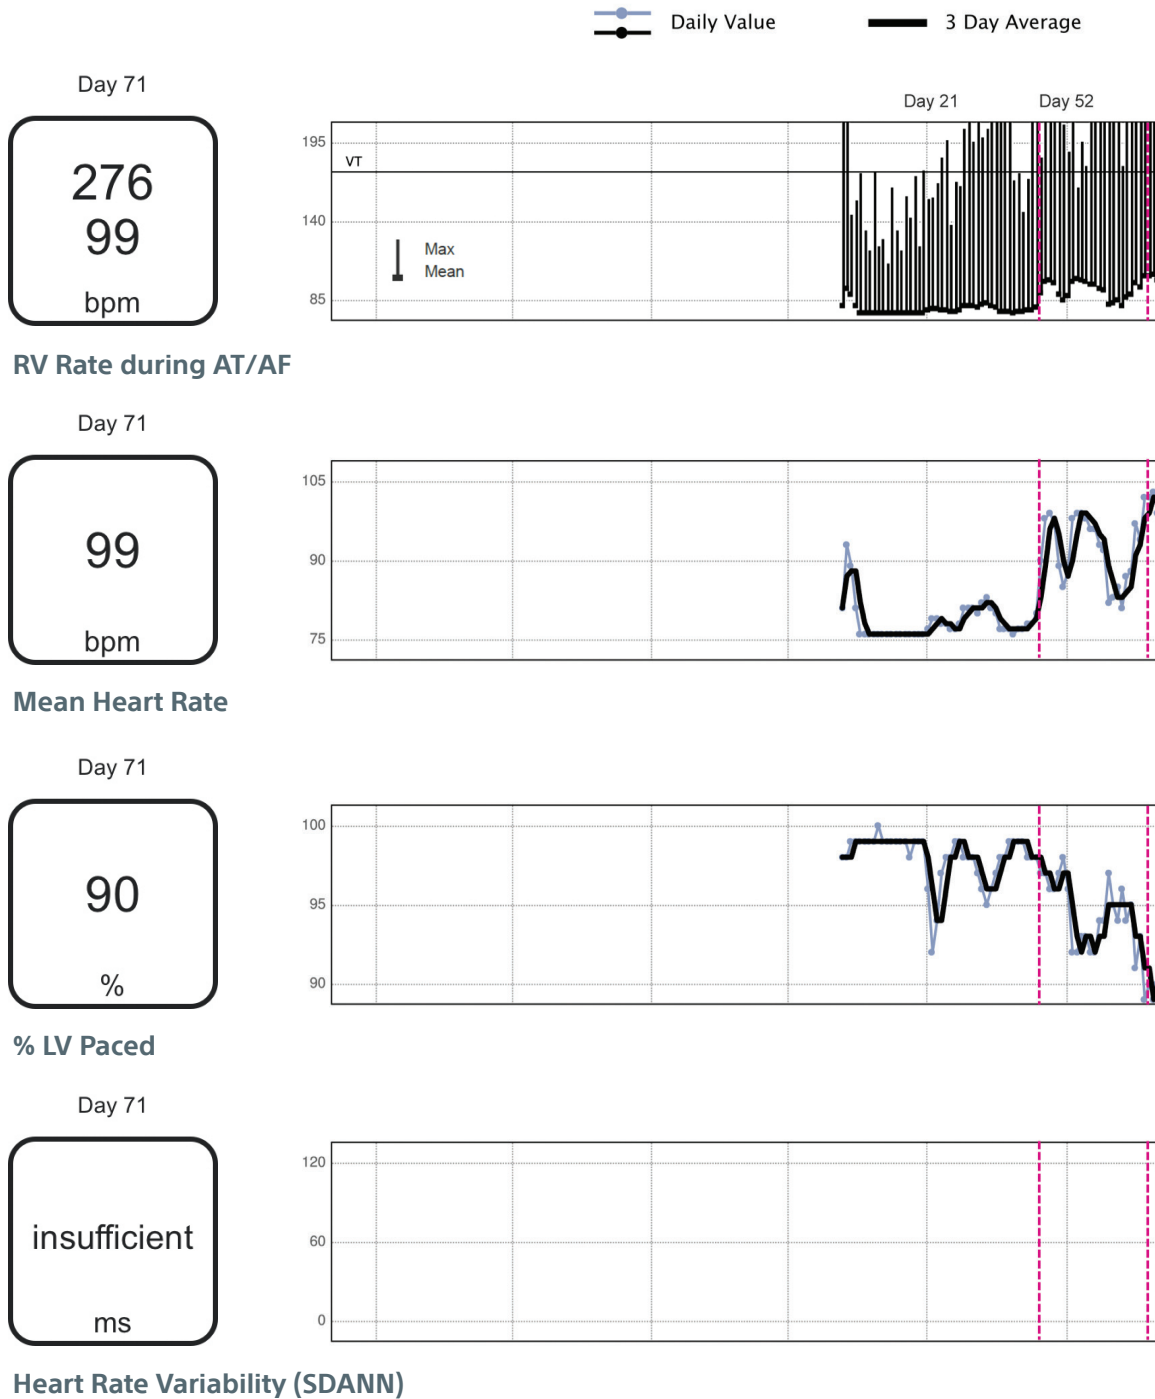 Daily Value
3 Day Average
Day 71
276
99
bpm
RV Rate during AT/AF
Day 21
Day 52
195
VT
140
Max
Mean
85
Day 71
99
bpm
Mean Heart Rate
105
90
75
Day 71
90
%
% LV Paced
100
95
90
Day 71
insufficient
ms
Heart Rate Variability (SDANN)
120
60
0